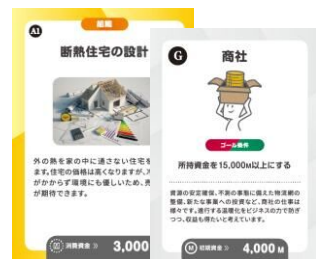 A1
断熱住宅の設計
外の熱を家の中に通さない住宅を
ます。住宅の価格は高くなりますが、
がかからず環境にも優しいため、売
が期待できます。
消費資金 》 3,000
G
商社
ゴール条件
所持資金を15,000M以上にする
資源の安定確保、不測の事態に備えた物流網の
整備、新たな事業への投資など、商社の仕事は
様々です。進行する温暖化をビジネスの力で防ぎ
つつ、収益も得たいと考えています。
M 初期資金 》 4,000 M